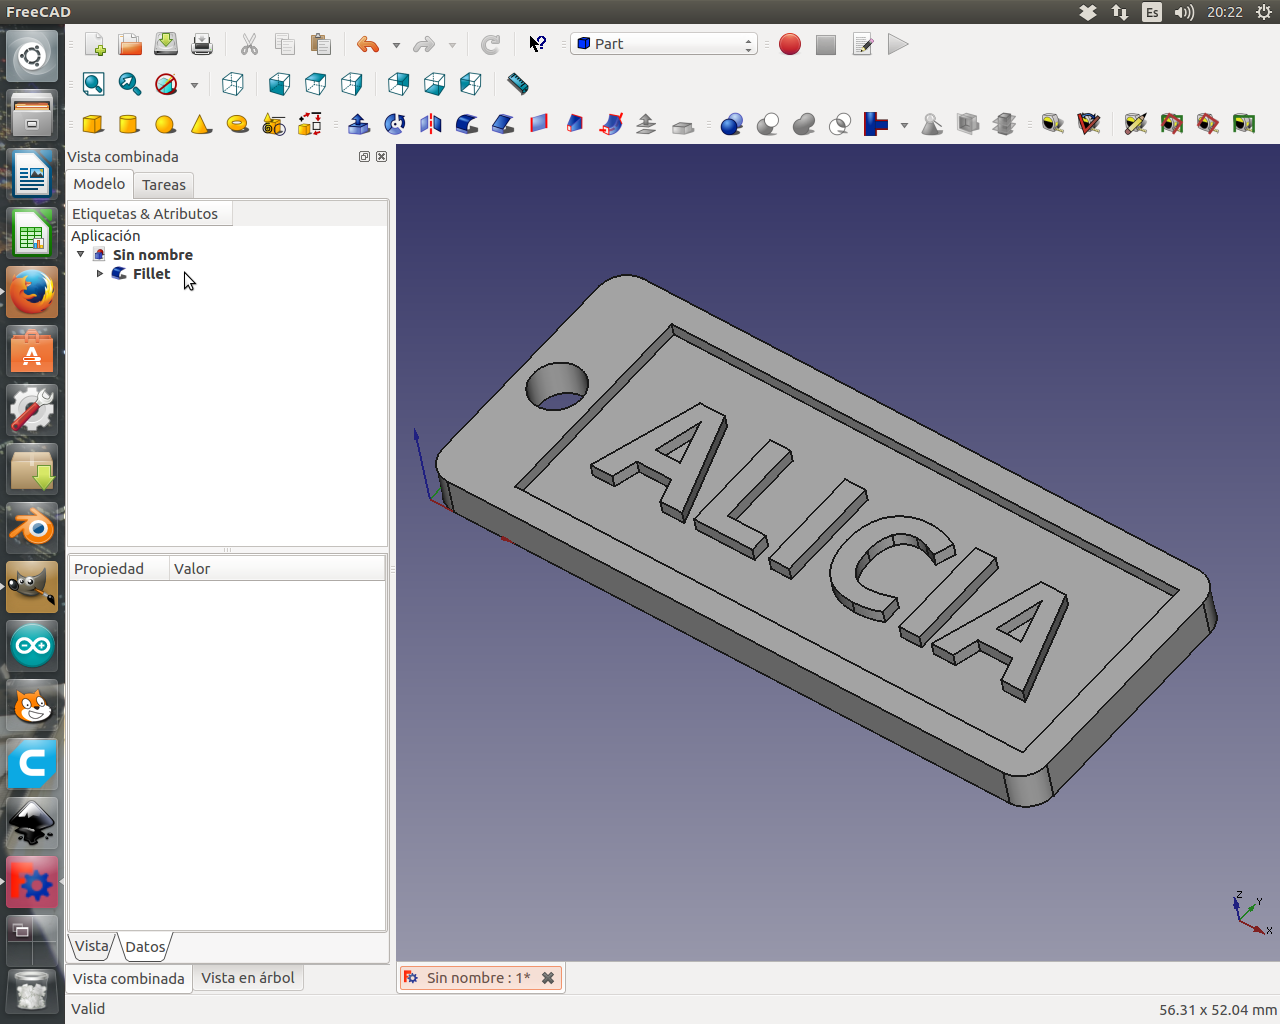 FreeCAD
Es
20:22
Part
Vista combinada
Modelo
Tareas
Etiquetas & Atributos
Aplicación
Sin nombre
Fillet
Propiedad
Valor
Vista
Datos
Vista combinada
Vista en árbol
ALICIA
Z
Y
X
Sin nombre : 1*
Valid
56.31 x 52.04 mm